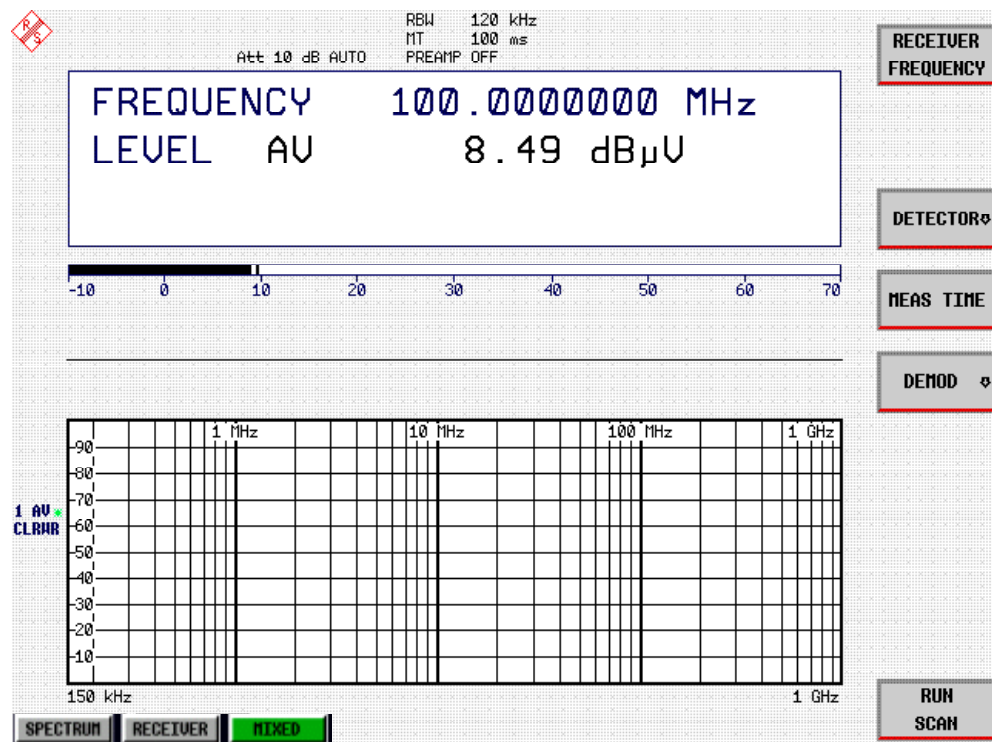 R S
RBW 120 kHz
MT 100 ms
Att 10 dB AUTO PREAMP OFF
FREQUENCY 100.0000000 MHz
LEVEL AV 8.49 dBµV
-10 0 10 20 30 40 50 60 70
1 MHz 10 MHz 100 MHz 1 GHz
90
80
70
60
50
40
30
20
10
1 AV
CLRWR
150 kHz 1 GHz
SPECTRUM RECEIVER MIXED
RECEIVER
FREQUENCY
DETECTOR
MEAS TIME
DEMOD
RUN
SCAN